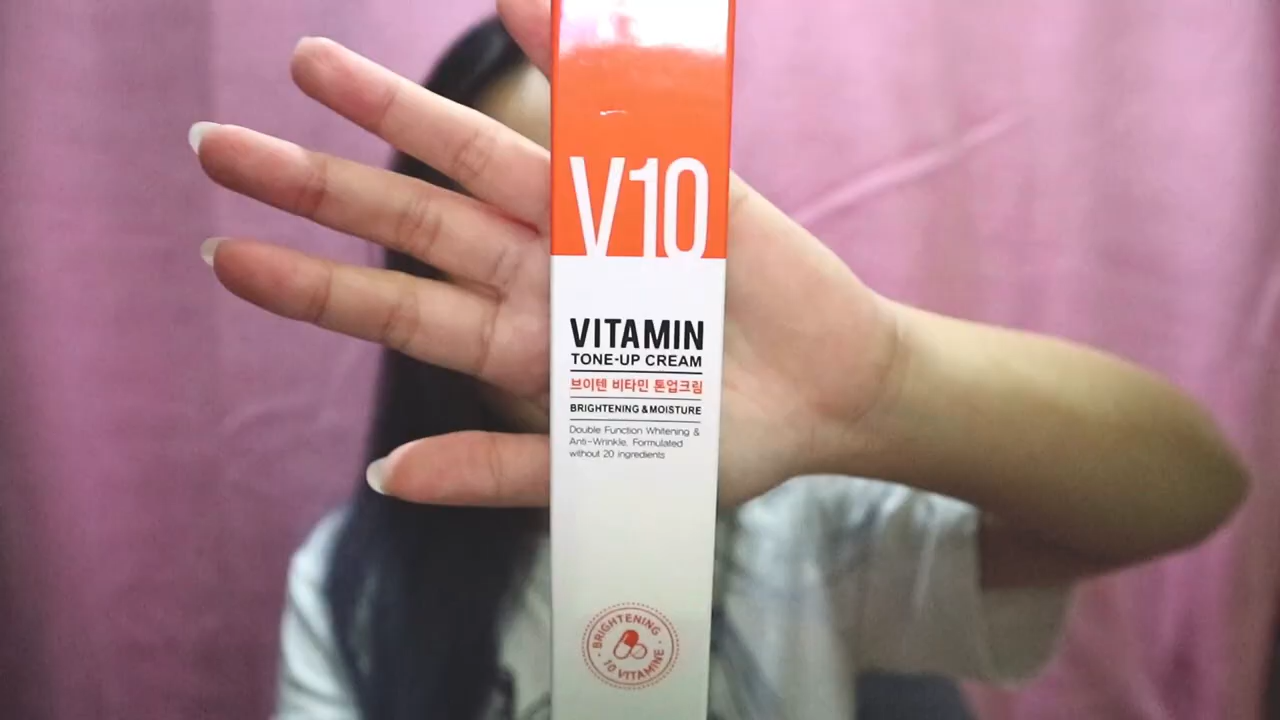 V10
VITAMIN
TONE-UP CREAM
브이텐 비타민 톤업크림
BRIGHTENING & MOISTURE
Double Function Whitening &
Anti-Wrinkle, Formulated
without 20 ingredients
BRIGHTENING
10 VITAMINE